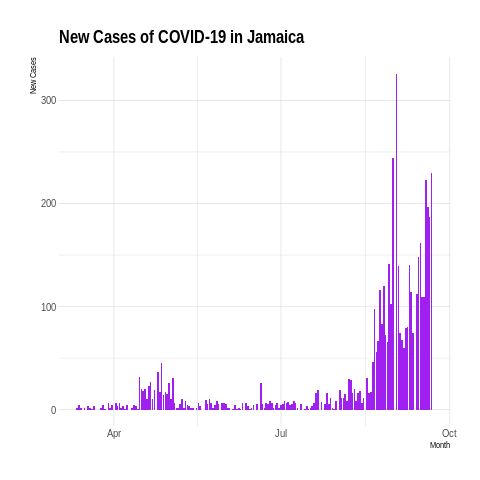 New Cases of COVID-19 in Jamaica
New Cases
300
200
100
0
Apr
Jul
Oct
Month